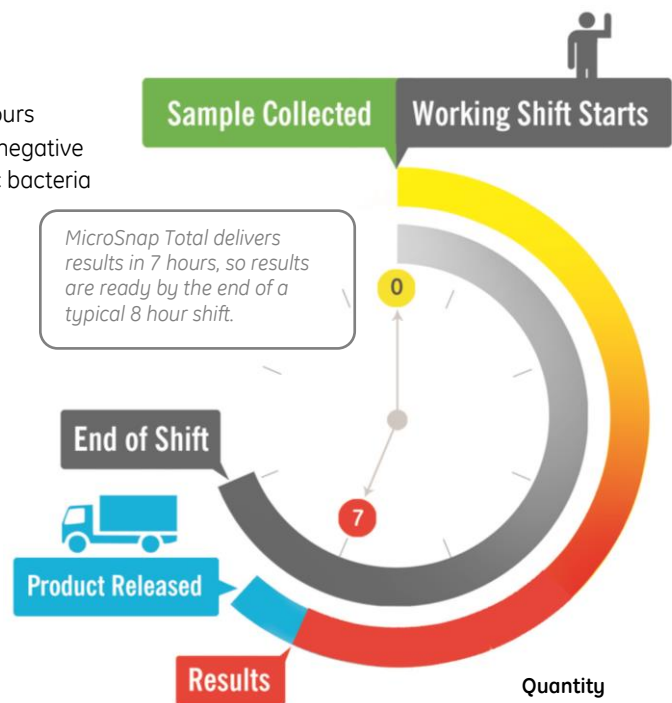 ours
negative
bacteria
Sample Collected
Working Shift Starts
MicroSnap Total delivers
results in 7 hours, so results
are ready by the end of a
typical 8 hour shift.
0
End of Shift
7
Product Released
Results
Quantity